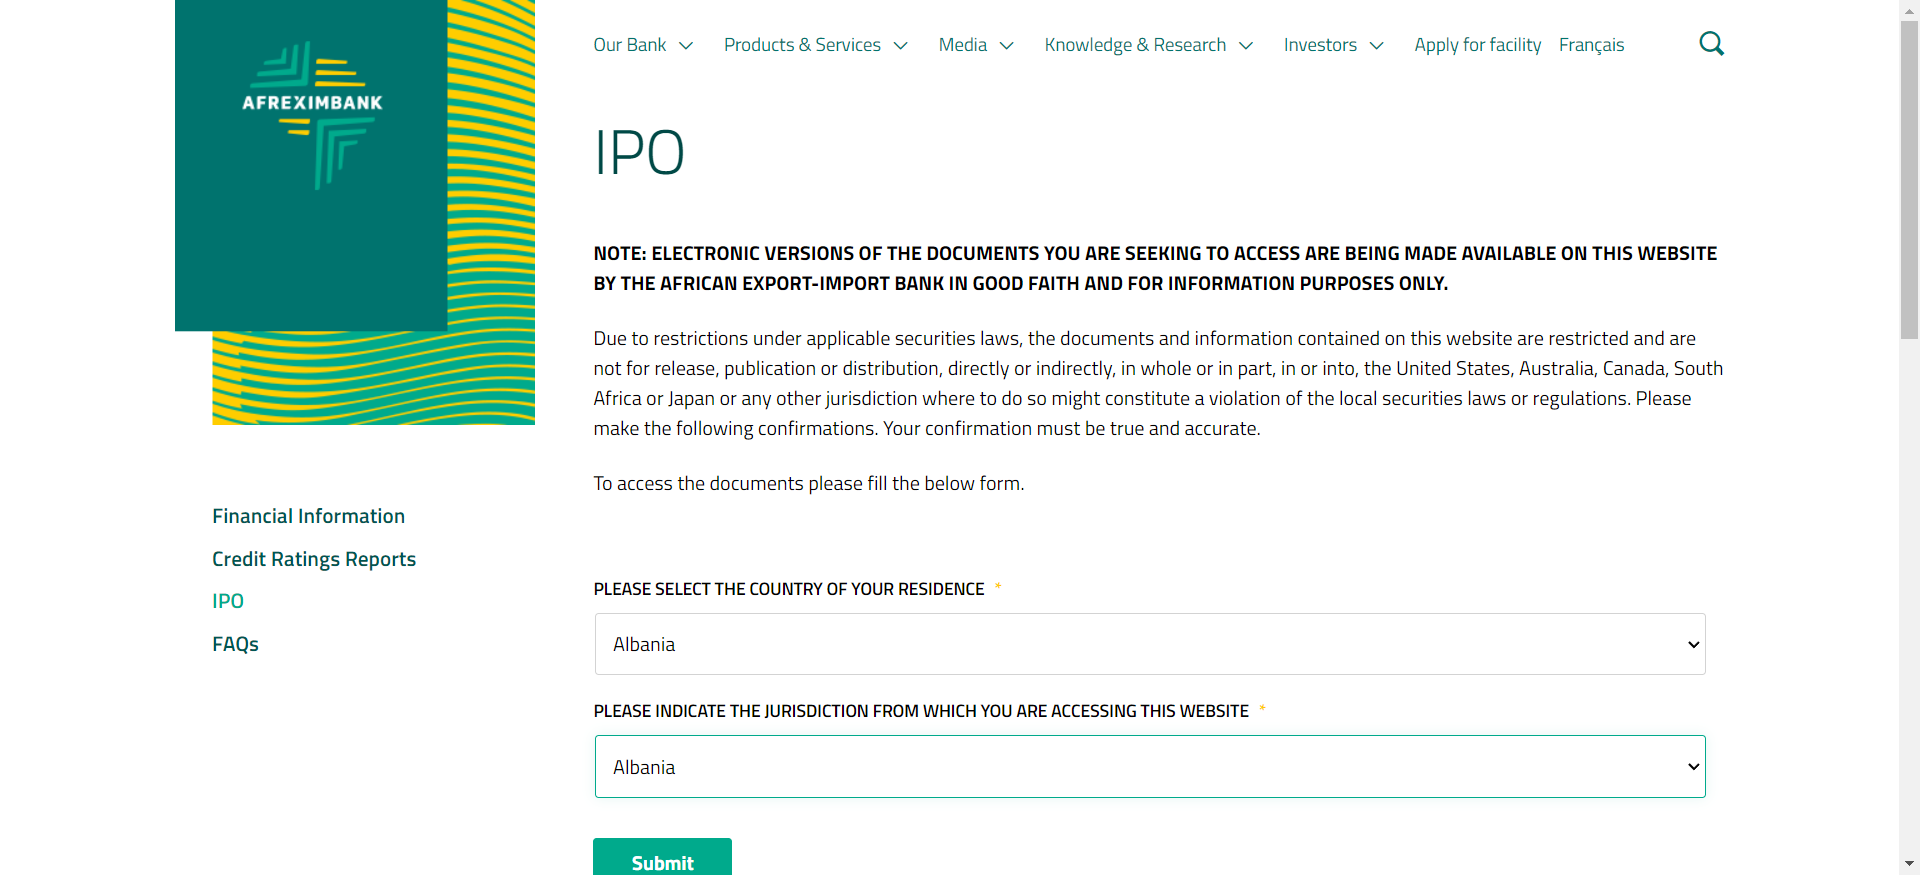 AFREXIMBANK
Our Bank Products & Services Media Knowledge & Research Investors Apply for facility Français
IPO
NOTE: ELECTRONIC VERSIONS OF THE DOCUMENTS YOU ARE SEEKING TO ACCESS ARE BEING MADE AVAILABLE ON THIS WEBSITE
BY THE AFRICAN EXPORT-IMPORT BANK IN GOOD FAITH AND FOR INFORMATION PURPOSES ONLY.
Due to restrictions under applicable securities laws, the documents and information contained on this website are restricted and are
not for release, publication or distribution, directly or indirectly, in whole or in part, in or into, the United States, Australia, Canada, South
Africa or Japan or any other jurisdiction where to do so might constitute a violation of the local securities laws or regulations. Please
make the following confirmations. Your confirmation must be true and accurate.
To access the documents please fill the below form.
Financial Information
Credit Ratings Reports
IPO
FAQs
PLEASE SELECT THE COUNTRY OF YOUR RESIDENCE *
Albania
PLEASE INDICATE THE JURISDICTION FROM WHICH YOU ARE ACCESSING THIS WEBSITE *
Albania
Submit